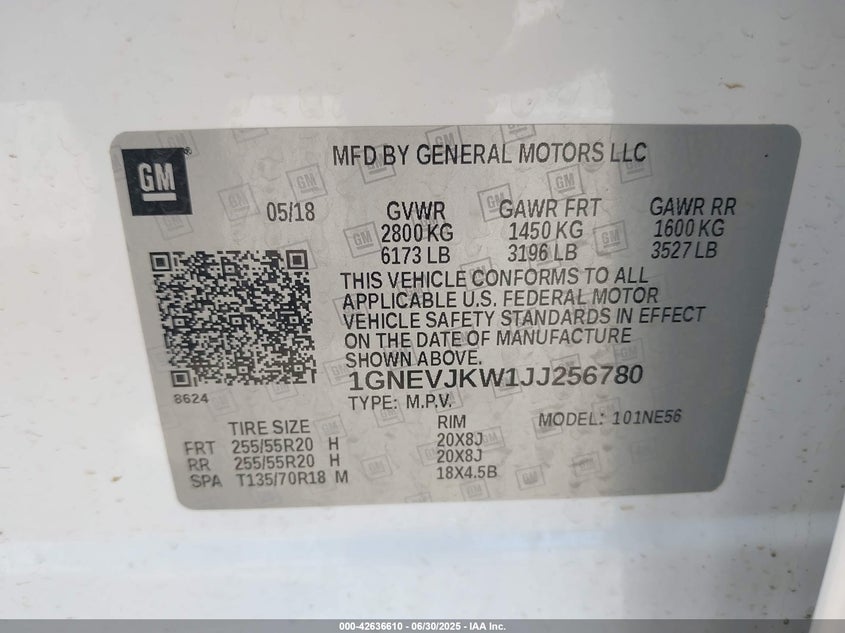 GM
MFD BY GENERAL MOTORS LLC
05/18
GVWR GAWR FRT GAWR RR
2800 KG 1450 KG 1600 KG
6173 LB 3196 LB 3527 LB
THIS VEHICLE CONFORMS TO ALL
APPLICABLE U.S. FEDERAL MOTOR
VEHICLE SAFETY STANDARDS IN EFFECT
ON THE DATE OF MANUFACTURE
SHOWN ABOVE.
1GNEVJKW1JJ256780
8624
TYPE: M.P.V.
MODEL: 101NE56
TIRE SIZE RIM
FRT 255/55R20 H 20X8J
RR 255/55R20 H 20X8J
SPA T135/70R18 M 18X4.5B
000-42636610 - 06/30/2025 - IAA Inc.